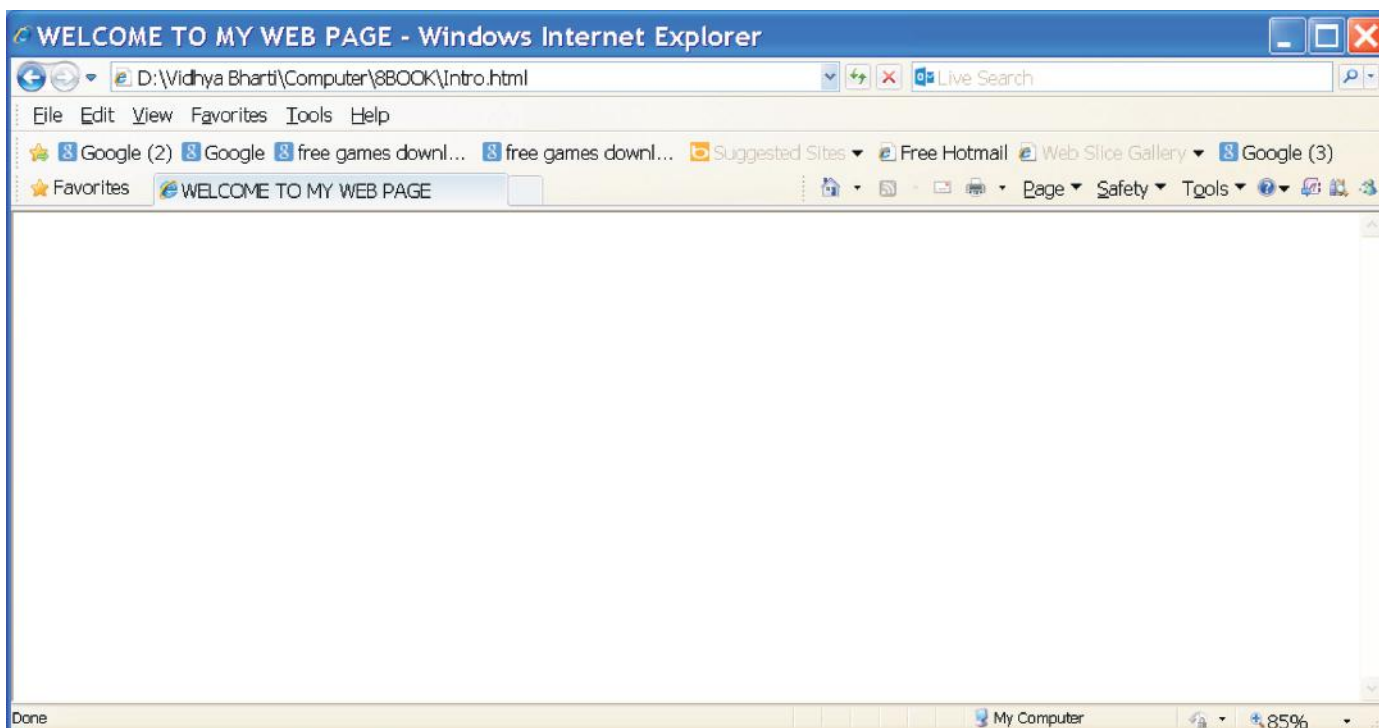 WELCOME TO MY WEB PAGE - Windows Internet Explorer
D:\Vidhya Bharti\Computer\8BOOK\Intro.html Live Search
File Edit View Favorites Tools Help
Google (2) Google free games downl... free games downl... Suggested Sites Free Hotmail Web Slice Gallery Google (3)
Favorites WELCOME TO MY WEB PAGE Page Safety Tools
Done My Computer 85%